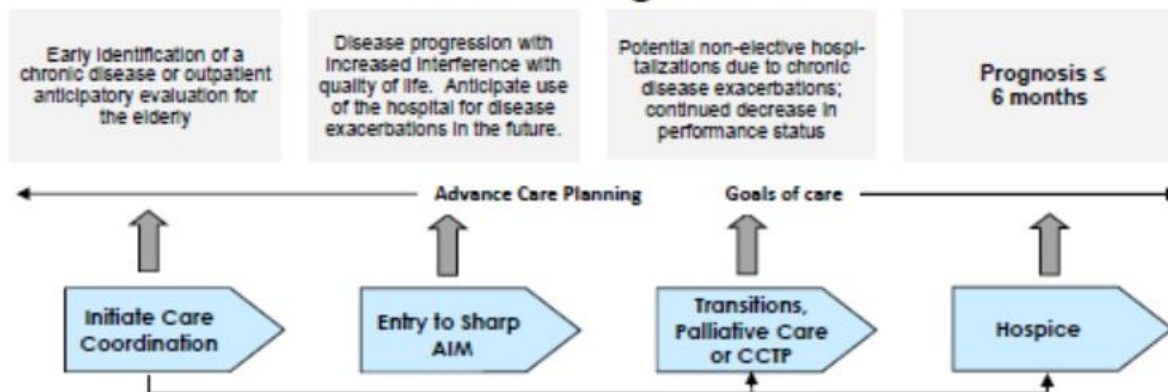 Early Identification of a
chronic disease or outpatient
anticipatory evaluation for
the elderly
Disease progression with
increased interference with
quality of life. Anticipate use
of the hospital for disease
exacerbations in the future.
Potential non-elective hospi-
talizations due to chronic
disease exacerbations;
continued decrease in
performance status
Prognosis ≤
6 months
Advance Care Planning
Goals of care
Initiate Care
Coordination
Entry to Sharp
AIM
Transitions,
Palliative Care
or CCTP
Hospice